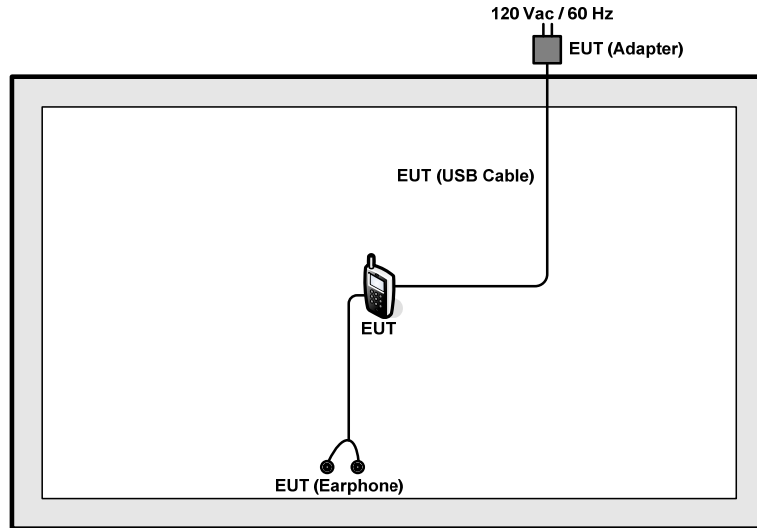 120 Vac / 60 Hz
EUT (Adapter)
EUT (USB Cable)
EUT
EUT (Earphone)